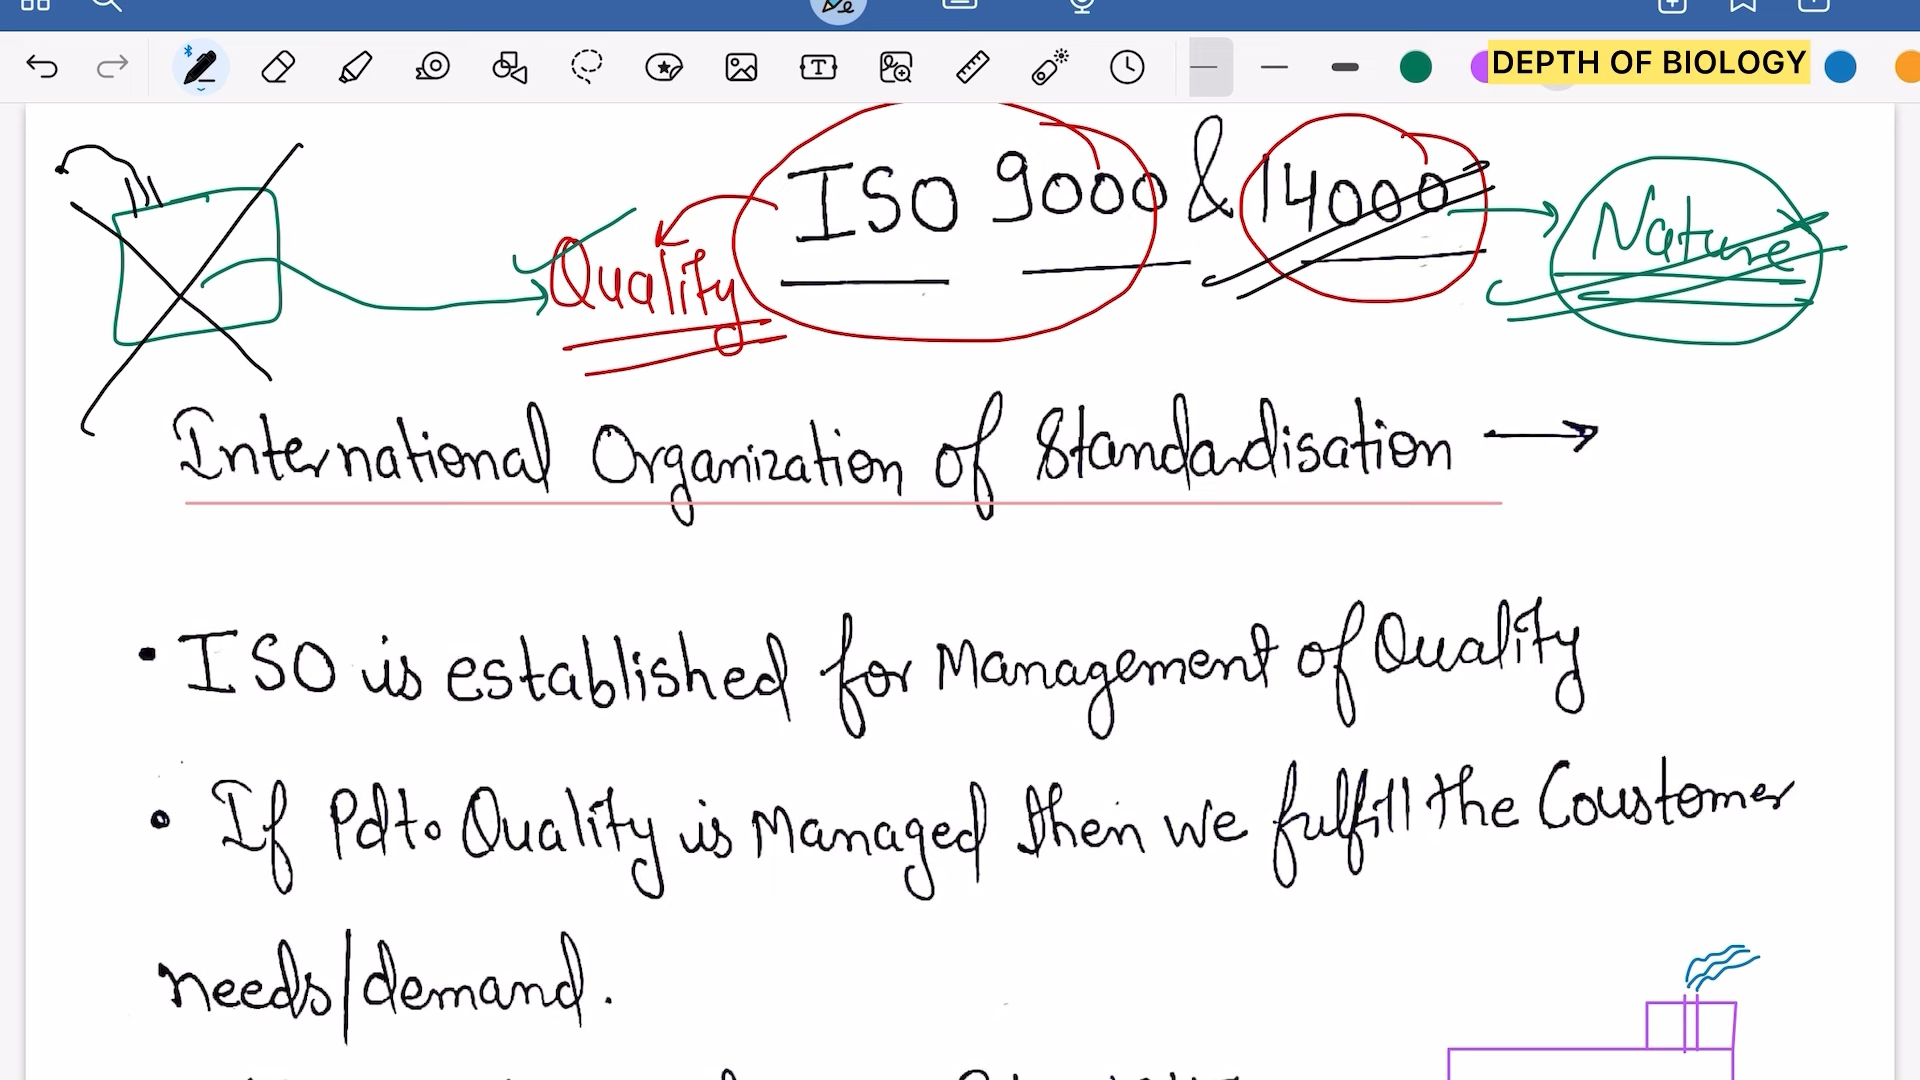 DEPTH OF BIOLOGY
ISO 9000 & 14000
Nature
Quality
International Organization of Standardisation →
• ISO is established for Management of Quality
• If Pdt. Quality is Managed then we fulfill the Coustomer
needs/demand.